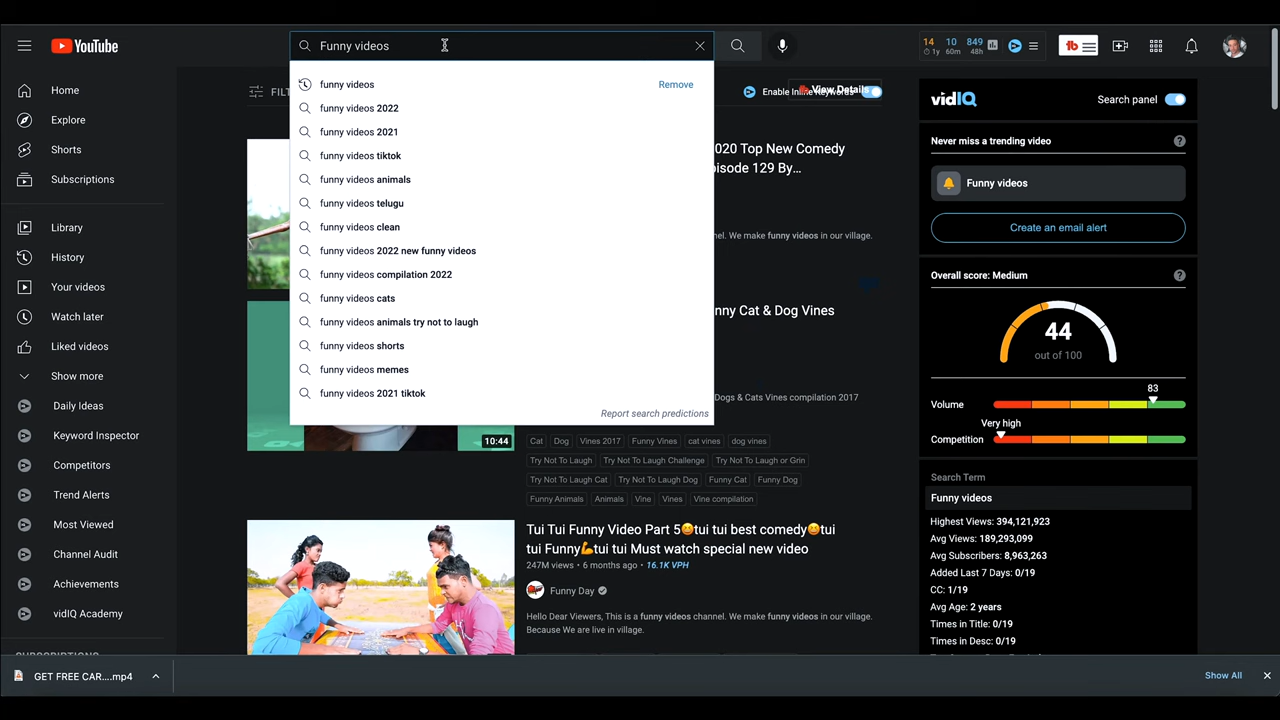 YouTube
Funny videos
14 10 849
1y 60m 48h
tb
Home
Explore
Shorts
Subscriptions
Library
History
Your videos
Watch later
Liked videos
Show more
Daily Ideas
Keyword Inspector
Competitors
Trend Alerts
Most Viewed
Channel Audit
Achievements
vidIQ Academy
SUBSCRIPTIONS
FILT
funny videos
Remove
funny videos 2022
funny videos 2021
funny videos tiktok
funny videos animals
funny videos telugu
funny videos clean
funny videos 2022 new funny videos
funny videos compilation 2022
funny videos cats
funny videos animals try not to laugh
funny videos shorts
funny videos memes
funny videos 2021 tiktok
Report search predictions
View Details
2020 Top New Comedy
Episode 129 By…
nel. We make funny videos in our village.
nny Cat & Dog Vines
Dogs & Cats Vines compilation 2017
10:44
Cat Dog Vines 2017 Funny Vines cat vines dog vines
Try Not To Laugh Try Not To Laugh Challenge Try Not To Laugh or Grin
Try Not To Laugh Cat Try Not To Laugh Dog Funny Cat Funny Dog
Funny Animals Animals Vine Vines Vine compilation
Tui Tui Funny Video Part 5😁tui tui best comedy😁tui
tui Funny💪tui tui Must watch special new video
247M views • 6 months ago • 16.1K VPH
Funny Day
Hello Dear Viewers, This is a funny videos channel. We make funny videos in our village.
Because We are live in village.
vidIQ
Search panel
Never miss a trending video
Funny videos
Create an email alert
Overall score: Medium
44
out of 100
83
Volume
Very high
Competition
Search Term
Funny videos
Highest Views: 394,121,923
Avg Views: 189,293,099
Avg Subscribers: 8,963,263
Added Last 7 Days: 0/19
CC: 1/19
Avg Age: 2 years
Times in Title: 0/19
Times in Desc: 0/19
GET FREE CAR....mp4
Show All